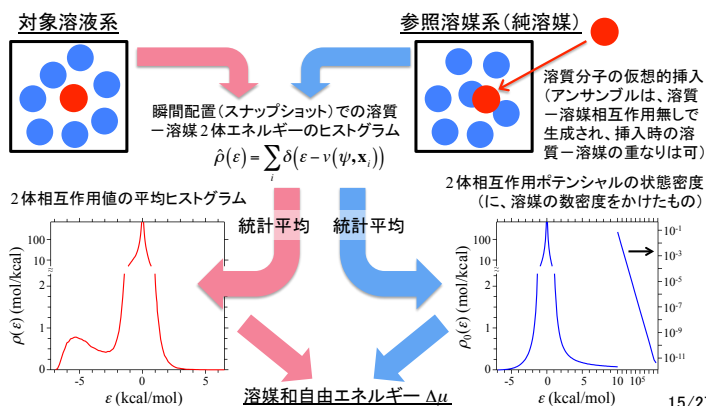 対象溶液系
参照溶媒系（純溶媒）
溶質分子の仮想的挿入
（アンサンブルは、溶質
－溶媒相互作用無しで
生成され、挿入時の溶
質－溶媒の重なりは可）
瞬間配置（スナップショット）での溶質
－溶媒２体エネルギーのヒストグラム
ρ̂(ε) = ∑ᵢ δ(ε − v(ψ, xᵢ))
２体相互作用値の平均ヒストグラム
２体相互作用ポテンシャルの状態密度
（に、溶媒の数密度をかけたもの）
統計平均
統計平均
ρ(ε) (mol/kcal)
100
10
2
1
0
-5
0
5
ε (kcal/mol)
ρ₀(ε) (mol/kcal)
100
10
2
1
0
-5
0
5
10
10⁵
10⁻¹
10⁻³
10⁻⁵
10⁻⁷
10⁻⁹
10⁻¹¹
ε (kcal/mol)
溶媒和自由エネルギー Δμ